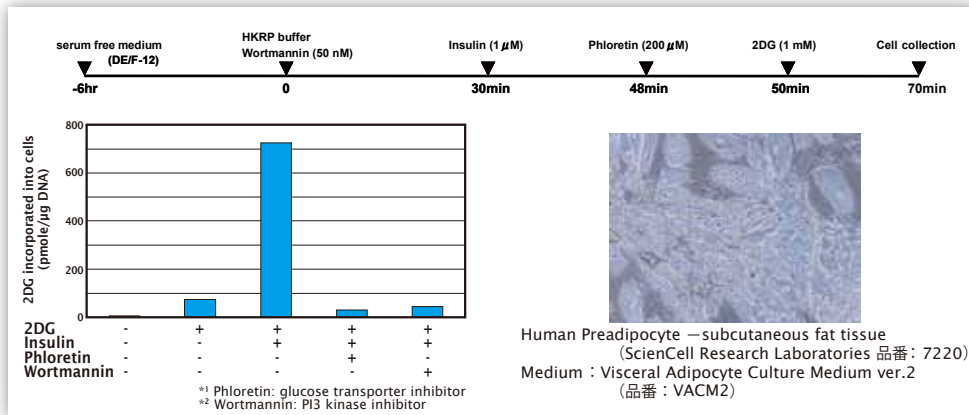 serum free medium
(DE/F-12)
HKRP buffer
Wortmannin (50 nM)
Insulin (1 μM)
Phloretin (200 μM)
2DG (1 mM)
Cell collection
-6hr
0
30min
48min
50min
70min
2DG incorporated into cells
(pmole/μg DNA)
800
600
400
200
0
2DG - + + + +
Insulin - - + + +
Phloretin - - - + -
Wortmannin - - - - +
*1 Phloretin: glucose transporter inhibitor
*2 Wortmannin: PI3 kinase inhibitor
Human Preadipocyte －subcutaneous fat tissue
（ScienCell Research Laboratories 品番：7220）
Medium：Visceral Adipocyte Culture Medium ver.2
（品番：VACM2）